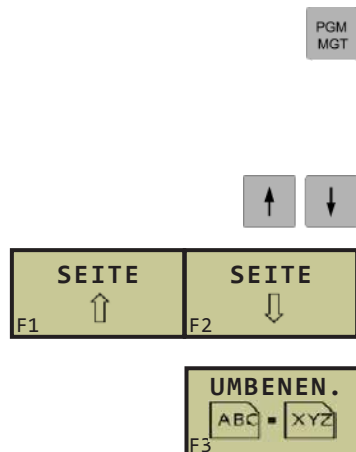 PGM
MGT
SEITE SEITE
F1 F2
UMBENEN.
ABC = XYZ
F3